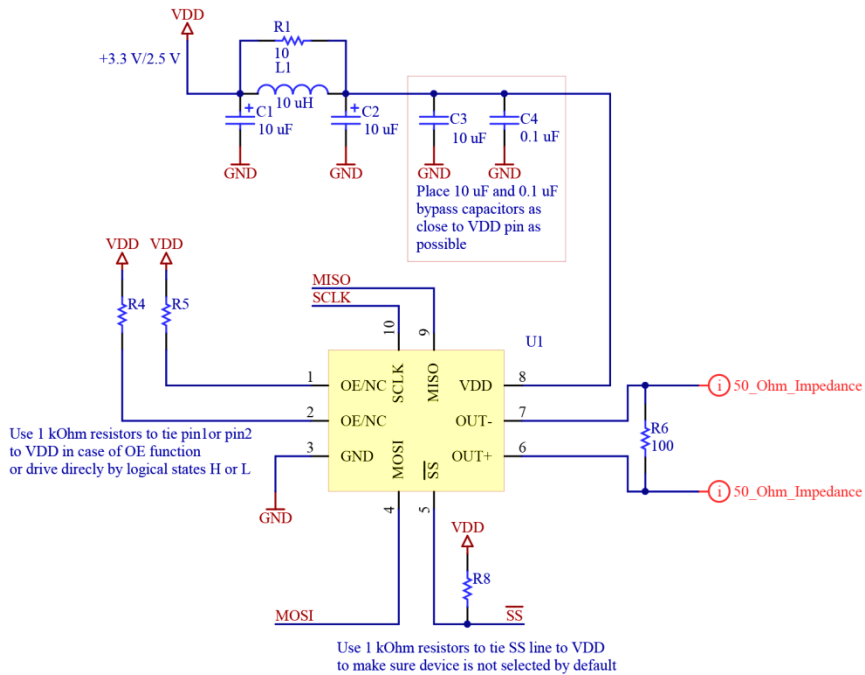 VDD
+3.3 V/2.5 V
R1
10
L1
10 uH
C1
10 uF
C2
10 uF
C3
10 uF
C4
0.1 uF
GND
GND
GND
GND
Place 10 uF and 0.1 uF
bypass capacitors as
close to VDD pin as
possible
VDD
VDD
R4
R5
MISO
SCLK
10
9
U1
1
OE/NC
SCLK
MISO
VDD
8
2
OE/NC
OUT-
7
3
GND
MOSI
SS
OUT+
6
4
5
50_Ohm_Impedance
R6
100
50_Ohm_Impedance
Use 1 kOhm resistors to tie pin1or pin2
to VDD in case of OE function
or drive direcly by logical states H or L
GND
VDD
R8
MOSI
SS
Use 1 kOhm resistors to tie SS line to VDD
to make sure device is not selected by default